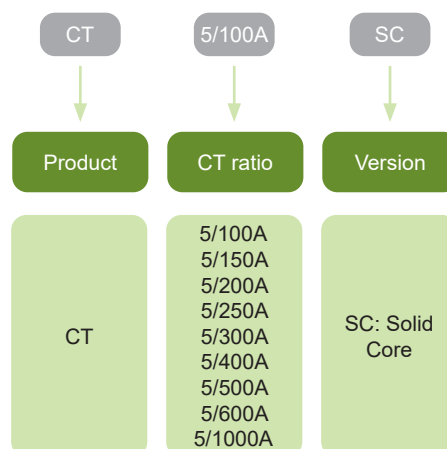 CT 5/100A SC
Product CT ratio Version
CT
5/100A
5/150A
5/200A
5/250A
5/300A
5/400A
5/500A
5/600A
5/1000A
SC: Solid
Core